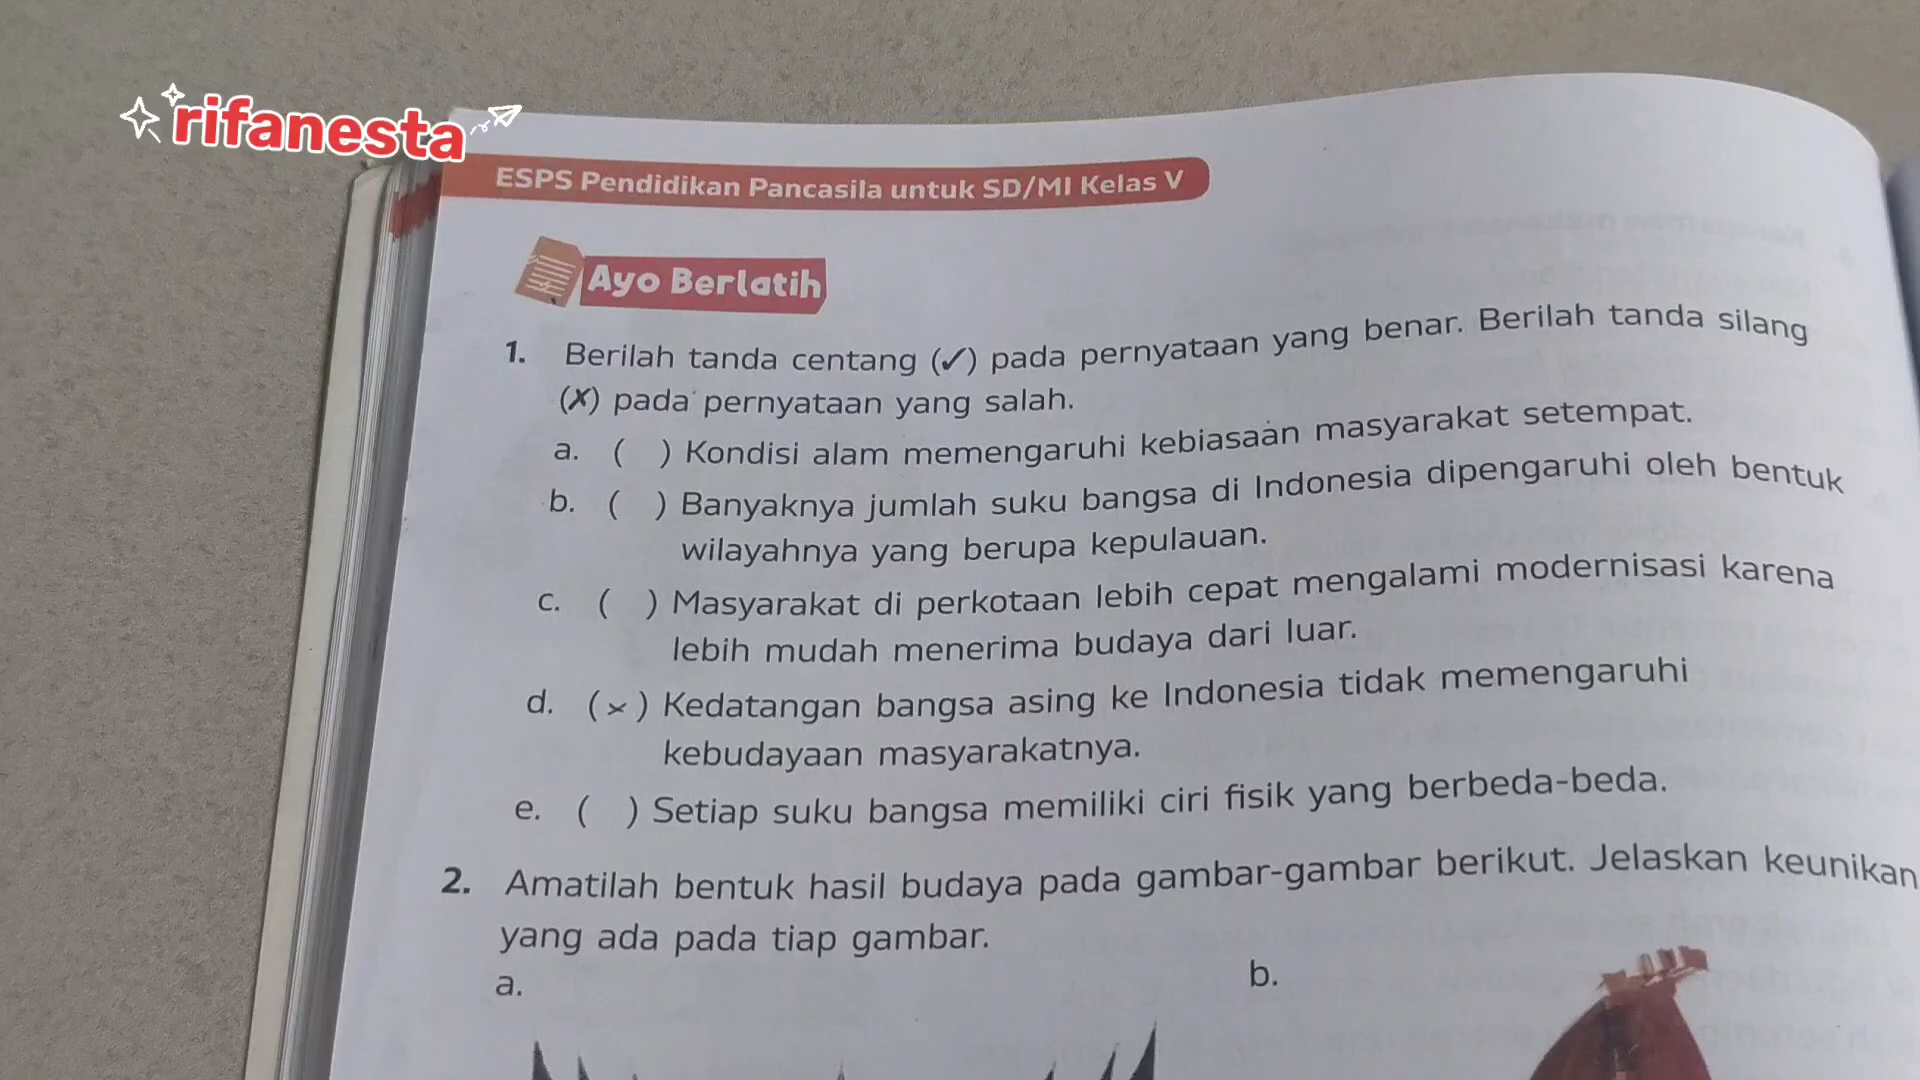 rifanesta
ESPS Pendidikan Pancasila untuk SD/MI Kelas V
Ayo Berlatih
1. Berilah tanda centang (✓) pada pernyataan yang benar. Berilah tanda silang
(✗) pada pernyataan yang salah.
a. ( ) Kondisi alam memengaruhi kebiasaan masyarakat setempat.
b. ( ) Banyaknya jumlah suku bangsa di Indonesia dipengaruhi oleh bentuk
wilayahnya yang berupa kepulauan.
c. ( ) Masyarakat di perkotaan lebih cepat mengalami modernisasi karena
lebih mudah menerima budaya dari luar.
d. (×) Kedatangan bangsa asing ke Indonesia tidak memengaruhi
kebudayaan masyarakatnya.
e. ( ) Setiap suku bangsa memiliki ciri fisik yang berbeda-beda.
2. Amatilah bentuk hasil budaya pada gambar-gambar berikut. Jelaskan keunikan
yang ada pada tiap gambar.
a. b.